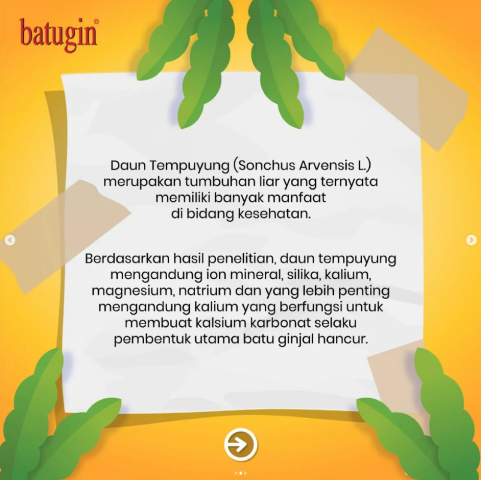 batugin®
Daun Tempuyung (Sonchus Arvensis L.)
merupakan tumbuhan liar yang ternyata
memiliki banyak manfaat
di bidang kesehatan.
Berdasarkan hasil penelitian, daun tempuyung
mengandung ion mineral, silika, kalium,
magnesium, natrium dan yang lebih penting
mengandung kalium yang berfungsi untuk
membuat kalsium karbonat selaku
pembentuk utama batu ginjal hancur.